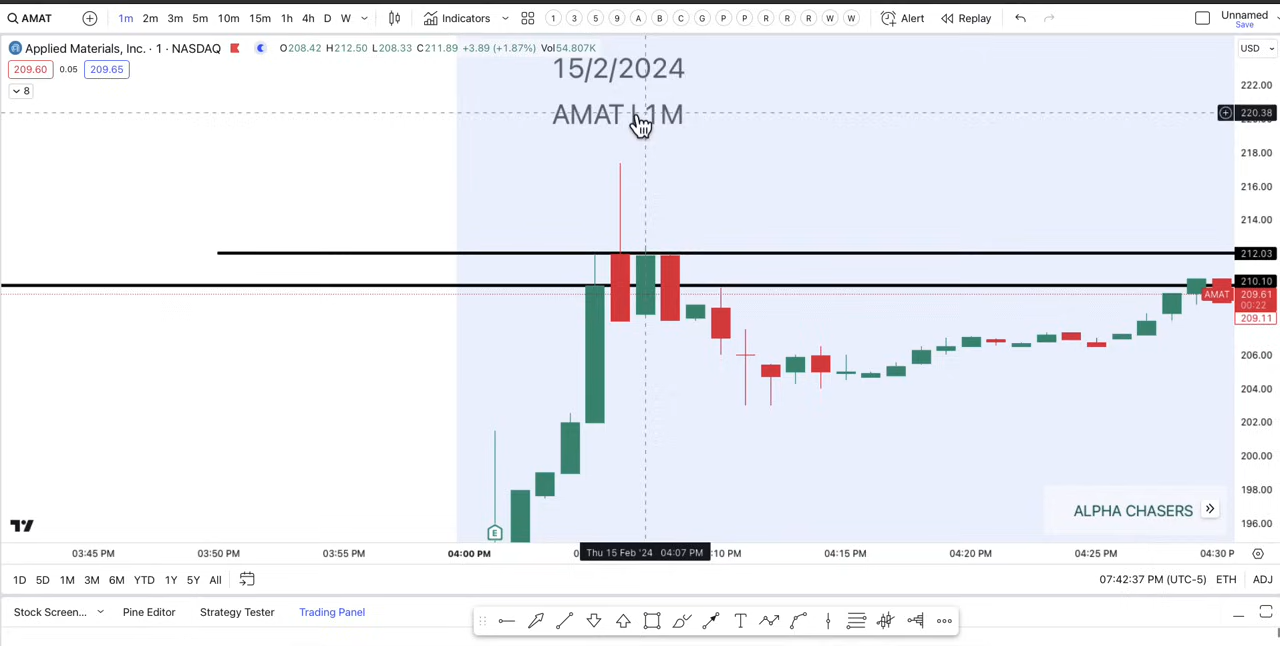 AMAT 1m 2m 3m 5m 10m 15m 1h 4h D W Indicators 1 3 5 9 A B C G P P R R R W W Alert Replay Unnamed
Save
Applied Materials, Inc. · 1 · NASDAQ O208.42 H212.50 L208.33 C211.89 +3.89 (+1.87%) Vol54.807K USD
209.60 0.05 209.65
8
15/2/2024
AMAT L1M
222.00
220.38
218.00
216.00
214.00
212.03
210.10
AMAT 209.61
00:22
209.11
206.00
204.00
202.00
200.00
198.00
196.00
E
ALPHA CHASERS
03:45 PM 03:50 PM 03:55 PM 04:00 PM Thu 15 Feb '24 04:07 PM :10 PM 04:15 PM 04:20 PM 04:25 PM 04:30 P
1D 5D 1M 3M 6M YTD 1Y 5Y All 07:42:37 PM (UTC-5) ETH ADJ
Stock Screen... Pine Editor Strategy Tester Trading Panel